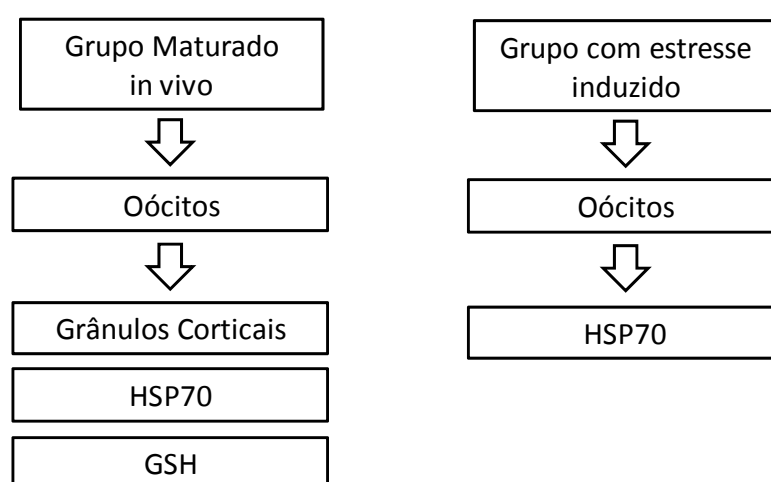 Grupo Maturado
in vivo
Oócitos
Grânulos Corticais
HSP70
GSH
Grupo com estresse
induzido
Oócitos
HSP70